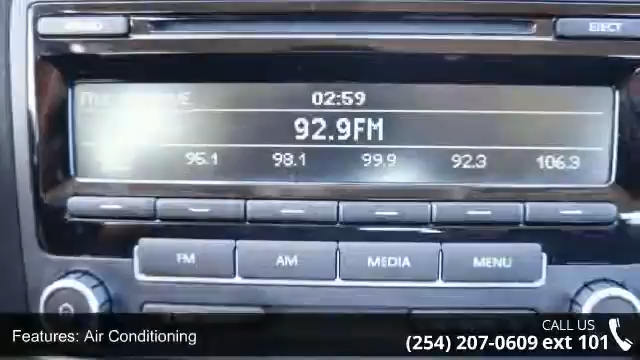 EJECT
02:59
92.9FM
95.1 98.1 99.9 92.3 106.3
FM AM MEDIA MENU
Features: Air Conditioning
CALL US
(254) 207-0609 ext 101